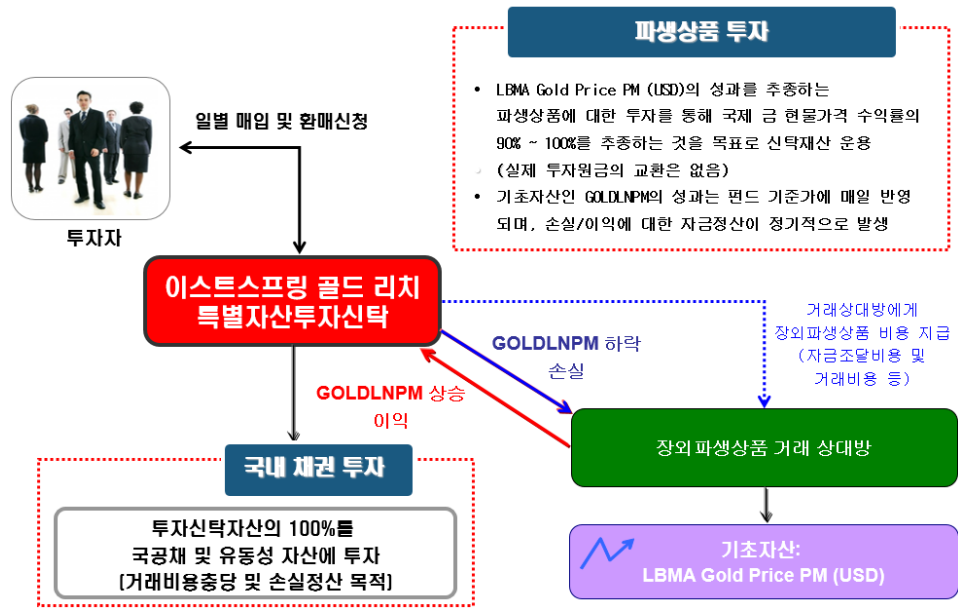 파생상품 투자
• LBMA Gold Price PM (USD)의 성과를 추종하는
파생상품에 대한 투자를 통해 국제 금 현물가격 수익률의
90% ~ 100%를 추종하는 것을 목표로 신탁재산 운용
(실제 투자원금의 교환은 없음)
• 기초자산인 GOLDLNPM의 성과는 펀드 기준가에 매일 반영
되며, 손실/이익에 대한 자금정산이 정기적으로 발생
일별 매입 및 환매신청
투자자
이스트스프링 골드 리치
특별자산투자신탁
거래상대방에게
장외파생상품 비용 지급
(자금조달비용 및
거래비용 등)
GOLDLNPM 하락
손실
GOLDLNPM 상승
이익
장외파생상품 거래 상대방
국내 채권 투자
투자신탁자산의 100%를
국공채 및 유동성 자산에 투자
[거래비용충당 및 손실정산 목적]
기초자산:
LBMA Gold Price PM (USD)